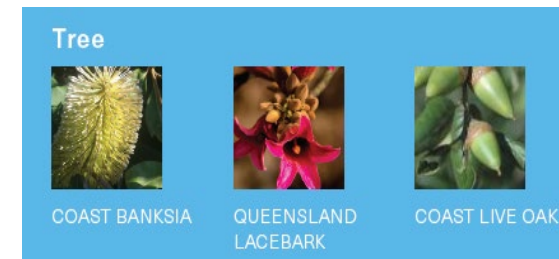 Tree
COAST BANKSIA
QUEENSLAND
LACEBARK
COAST LIVE OAK